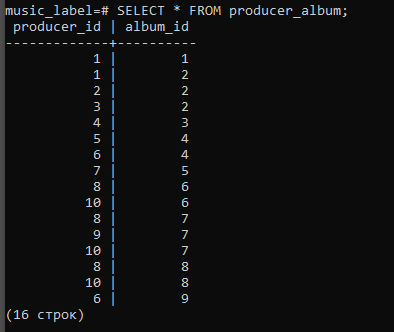 music_label=# SELECT * FROM producer_album;
 producer_id | album_id
-------------+----------
           1 |        1
           1 |        2
           2 |        2
           3 |        2
           4 |        3
           5 |        4
           6 |        4
           7 |        5
           8 |        6
          10 |        6
           8 |        7
           9 |        7
          10 |        7
           8 |        8
          10 |        8
           6 |        9
(16 строк)